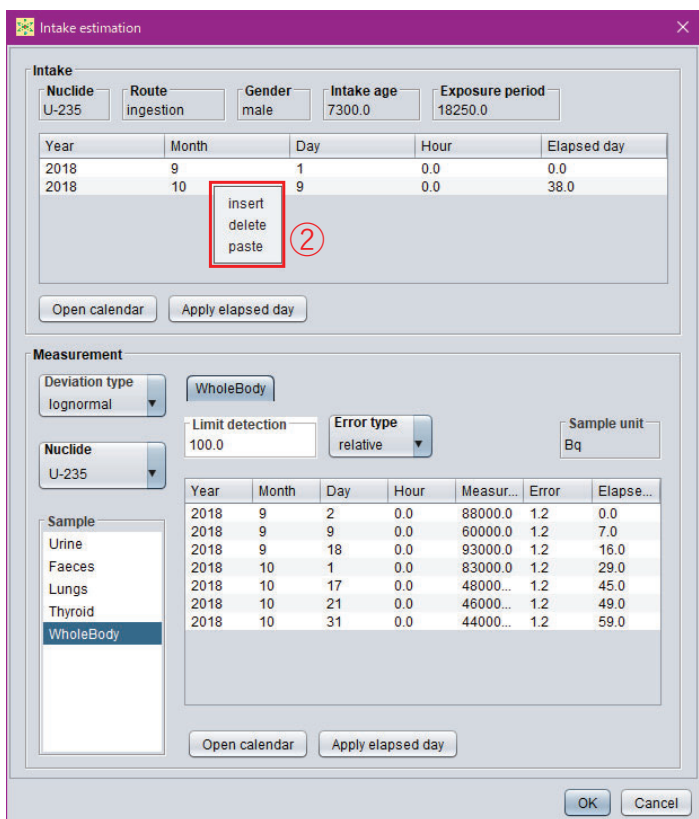 Intake estimation
Intake
Nuclide Route Gender Intake age Exposure period
U-235 ingestion male 7300.0 18250.0
Year Month Day Hour Elapsed day
2018 9 1 0.0 0.0
2018 10 9 0.0 38.0
insert
delete
paste
②
Open calendar Apply elapsed day
Measurement
Deviation type
lognormal
WholeBody
Limit detection Error type Sample unit
100.0 relative Bq
Nuclide
U-235
Year Month Day Hour Measur... Error Elapse...
2018 9 2 0.0 88000.0 1.2 0.0
2018 9 9 0.0 60000.0 1.2 7.0
2018 9 18 0.0 93000.0 1.2 16.0
2018 10 1 0.0 83000.0 1.2 29.0
2018 10 17 0.0 48000... 1.2 45.0
2018 10 21 0.0 46000... 1.2 49.0
2018 10 31 0.0 44000... 1.2 59.0
Sample
Urine
Faeces
Lungs
Thyroid
WholeBody
Open calendar Apply elapsed day
OK Cancel